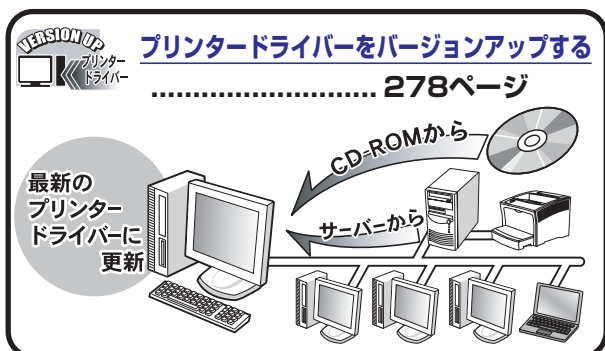 VERSION UP
プリンター
ドライバー
プリンタードライバーをバージョンアップする
........................... 278ページ
CD-ROMから
最新の
プリンター
ドライバーに
更新
サーバーから